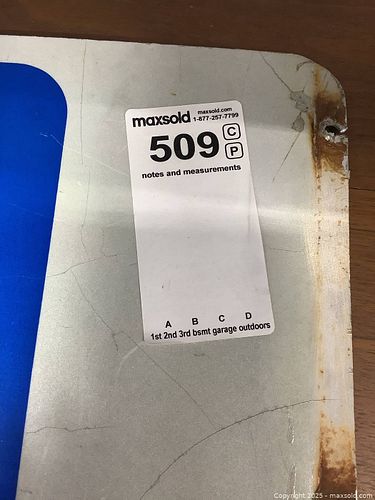 maxsold maxsold.com
1-877-257-7799
509 C
P
notes and measurements
A B C D
1st 2nd 3rd bsmt garage outdoors
Copyright 2025 - maxsold.com